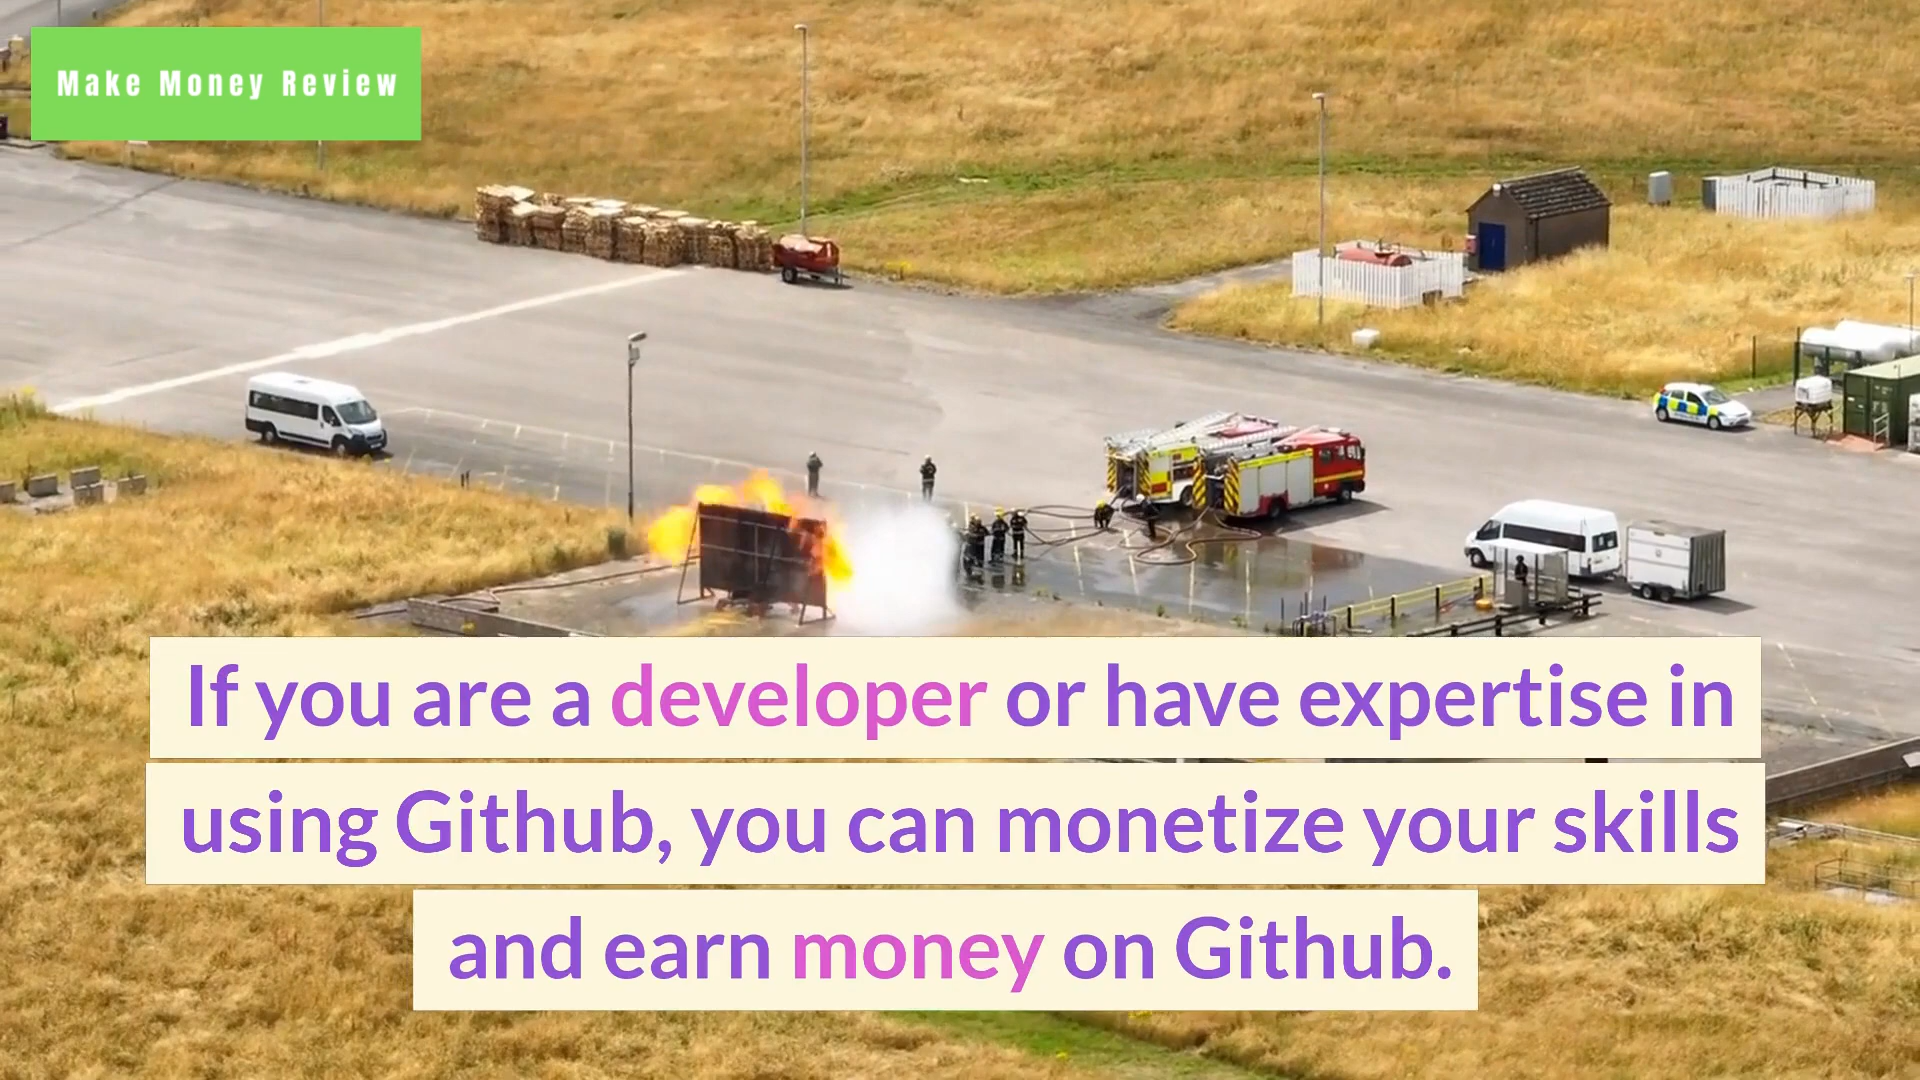 Make Money Review
If you are a developer or have expertise in
using Github, you can monetize your skills
and earn money on Github.